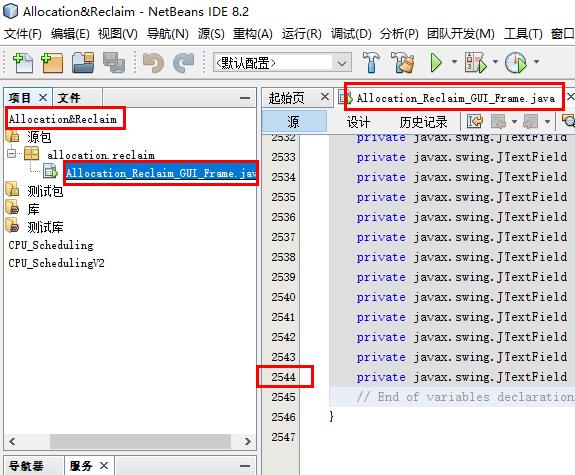 Allocation&Reclaim - NetBeans IDE 8.2
文件(F) 编辑(E) 视图(V) 导航(N) 源(S) 重构(A) 运行(R) 调试(D) 分析(P) 团队开发(M) 工具(T) 窗口
<默认配置>
项目 × 文件
起始页 × Allocation_Reclaim_GUI_Frame.java ×
源 设计 历史记录
Allocation&Reclaim
源包
allocation.reclaim
Allocation_Reclaim_GUI_Frame.jav
测试包
库
测试库
CPU_Scheduling
CPU_SchedulingV2
2532 private javax.swing.JTextField
2533 private javax.swing.JTextField
2534 private javax.swing.JTextField
2535 private javax.swing.JTextField
2536 private javax.swing.JTextField
2537 private javax.swing.JTextField
2538 private javax.swing.JTextField
2539 private javax.swing.JTextField
2540 private javax.swing.JTextField
2541 private javax.swing.JTextField
2542 private javax.swing.JTextField
2543 private javax.swing.JTextField
2544 private javax.swing.JTextField
2545 // End of variables declaration
2546 }
2547
导航器 服务 ×